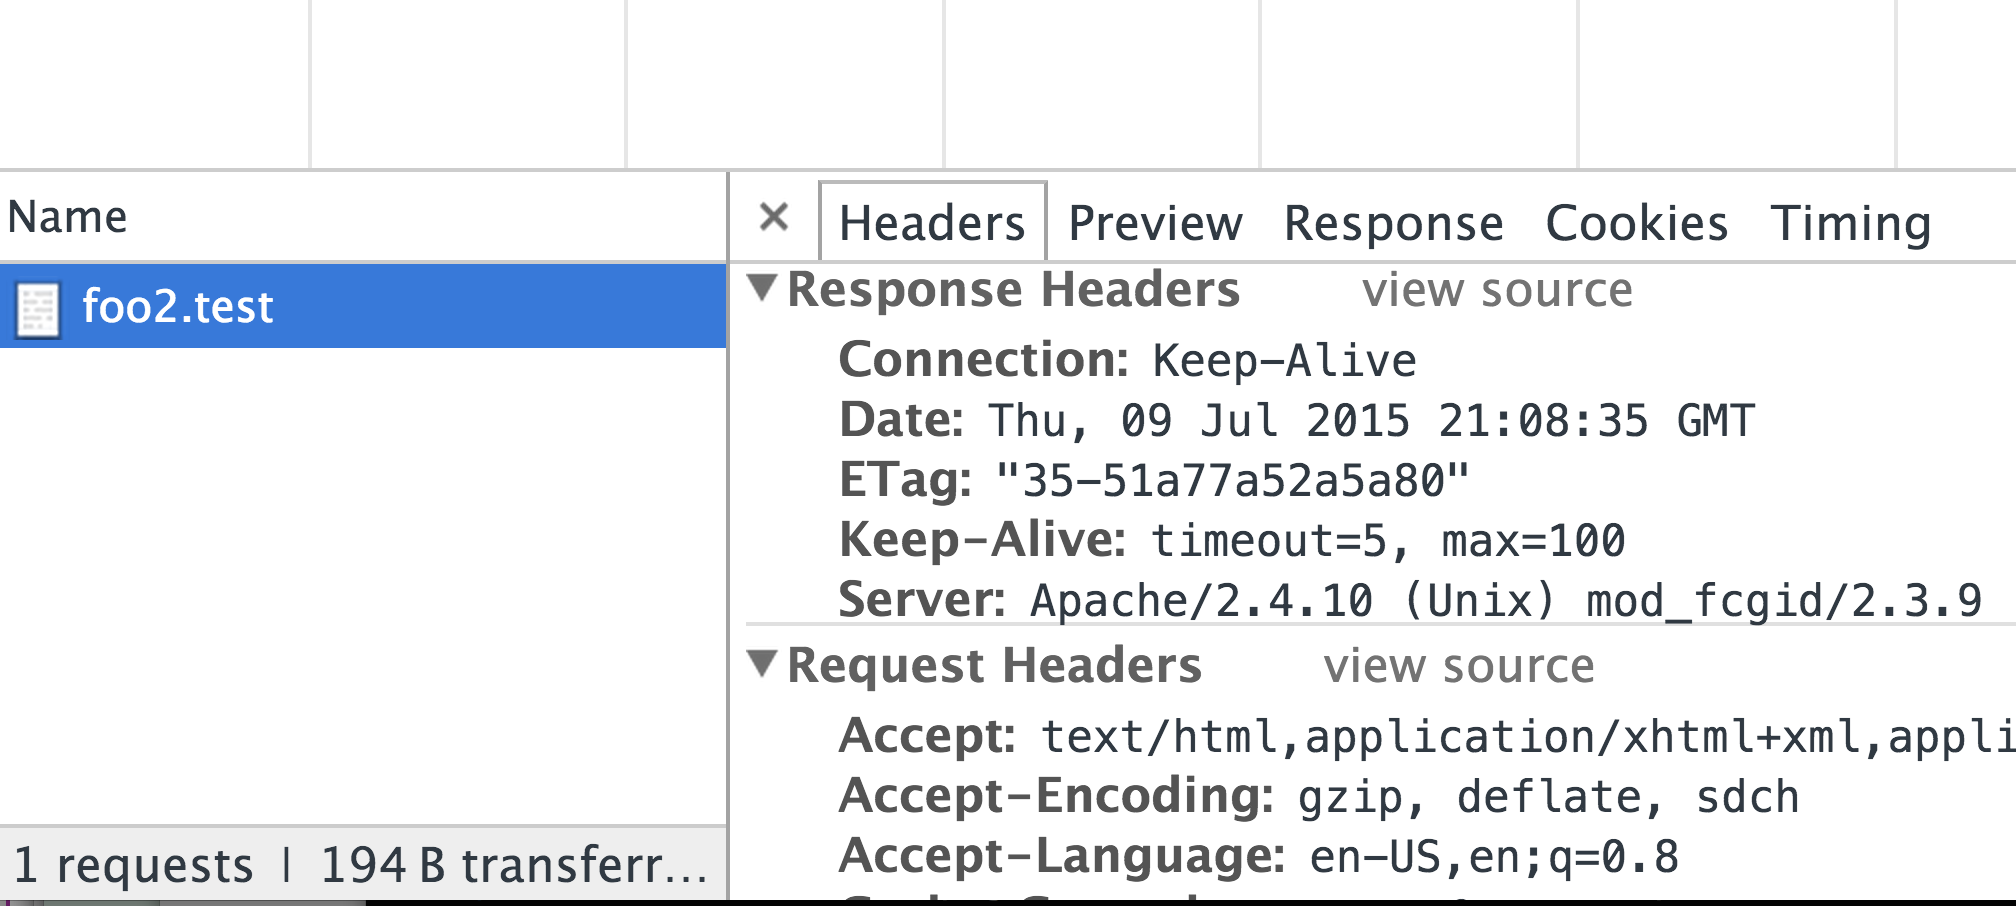 Name
foo2.test
1 requests | 194 B transferr...
× Headers Preview Response Cookies Timing
▼ Response Headers view source
Connection: Keep-Alive
Date: Thu, 09 Jul 2015 21:08:35 GMT
ETag: "35-51a77a52a5a80"
Keep-Alive: timeout=5, max=100
Server: Apache/2.4.10 (Unix) mod_fcgid/2.3.9
▼ Request Headers view source
Accept: text/html,application/xhtml+xml,appli
Accept-Encoding: gzip, deflate, sdch
Accept-Language: en-US,en;q=0.8